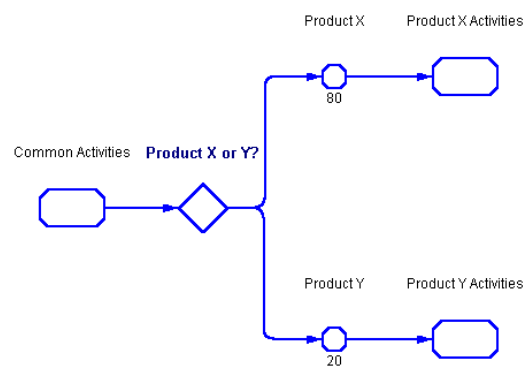 Product X
Product X Activities
80
Common Activities
Product X or Y?
Product Y
Product Y Activities
20